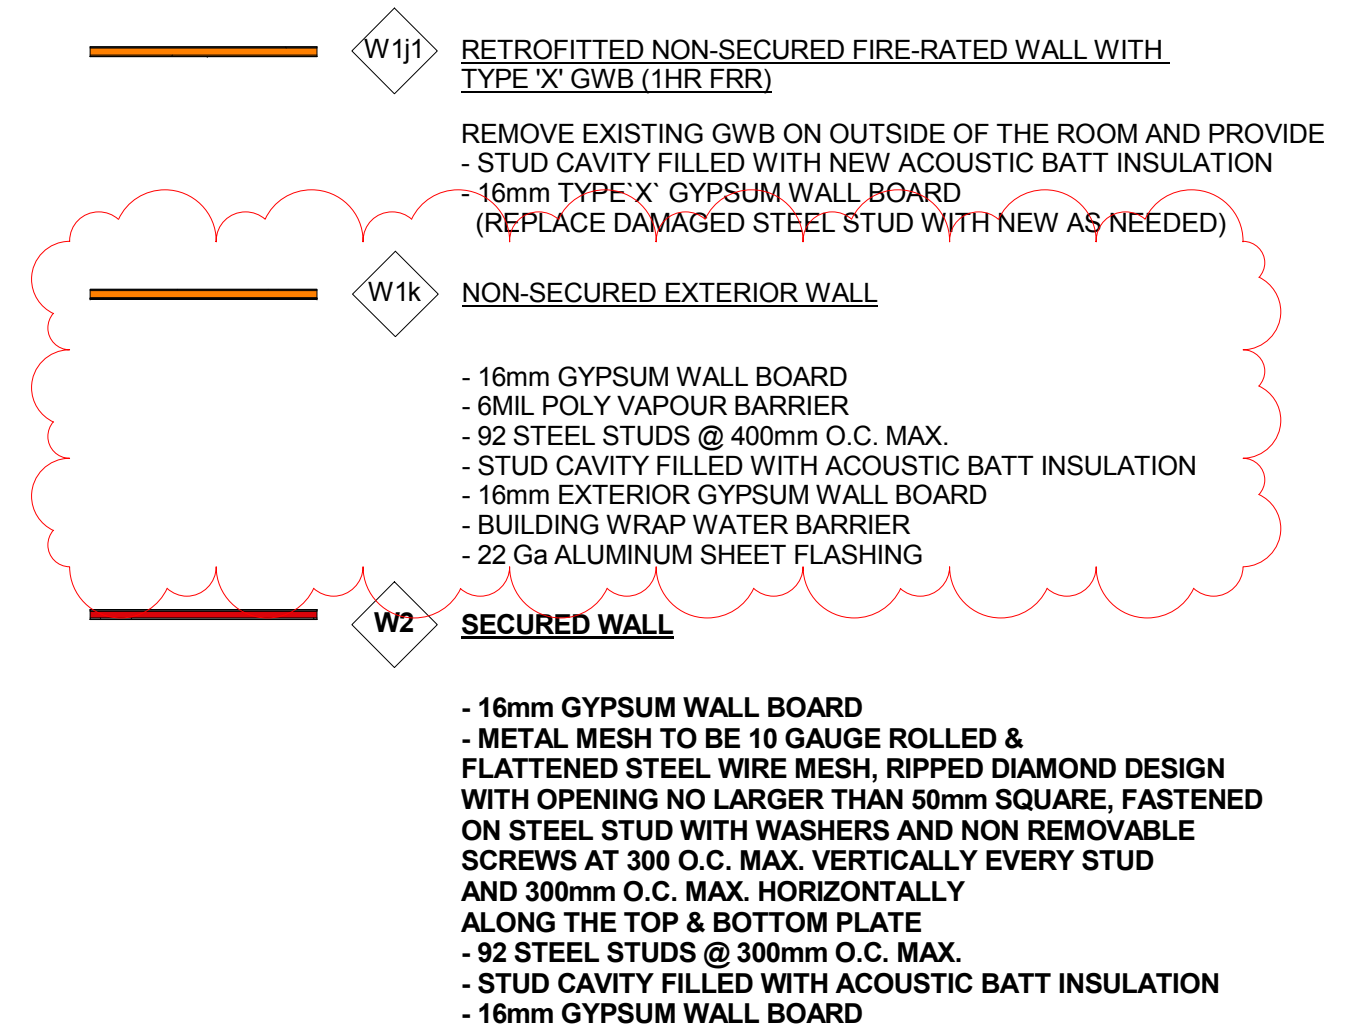 W1j1
RETROFITTED NON-SECURED FIRE-RATED WALL WITH
TYPE 'X' GWB (1HR FRR)
REMOVE EXISTING GWB ON OUTSIDE OF THE ROOM AND PROVIDE
- STUD CAVITY FILLED WITH NEW ACOUSTIC BATT INSULATION
- 16mm TYPE`X` GYPSUM WALL BOARD
(REPLACE DAMAGED STEEL STUD WITH NEW AS NEEDED)
W1k
NON-SECURED EXTERIOR WALL
- 16mm GYPSUM WALL BOARD
- 6MIL POLY VAPOUR BARRIER
- 92 STEEL STUDS @ 400mm O.C. MAX.
- STUD CAVITY FILLED WITH ACOUSTIC BATT INSULATION
- 16mm EXTERIOR GYPSUM WALL BOARD
- BUILDING WRAP WATER BARRIER
- 22 Ga ALUMINUM SHEET FLASHING
W2
SECURED WALL
- 16mm GYPSUM WALL BOARD
- METAL MESH TO BE 10 GAUGE ROLLED &
FLATTENED STEEL WIRE MESH, RIPPED DIAMOND DESIGN
WITH OPENING NO LARGER THAN 50mm SQUARE, FASTENED
ON STEEL STUD WITH WASHERS AND NON REMOVABLE
SCREWS AT 300 O.C. MAX. VERTICALLY EVERY STUD
AND 300mm O.C. MAX. HORIZONTALLY
ALONG THE TOP & BOTTOM PLATE
- 92 STEEL STUDS @ 300mm O.C. MAX.
- STUD CAVITY FILLED WITH ACOUSTIC BATT INSULATION
- 16mm GYPSUM WALL BOARD